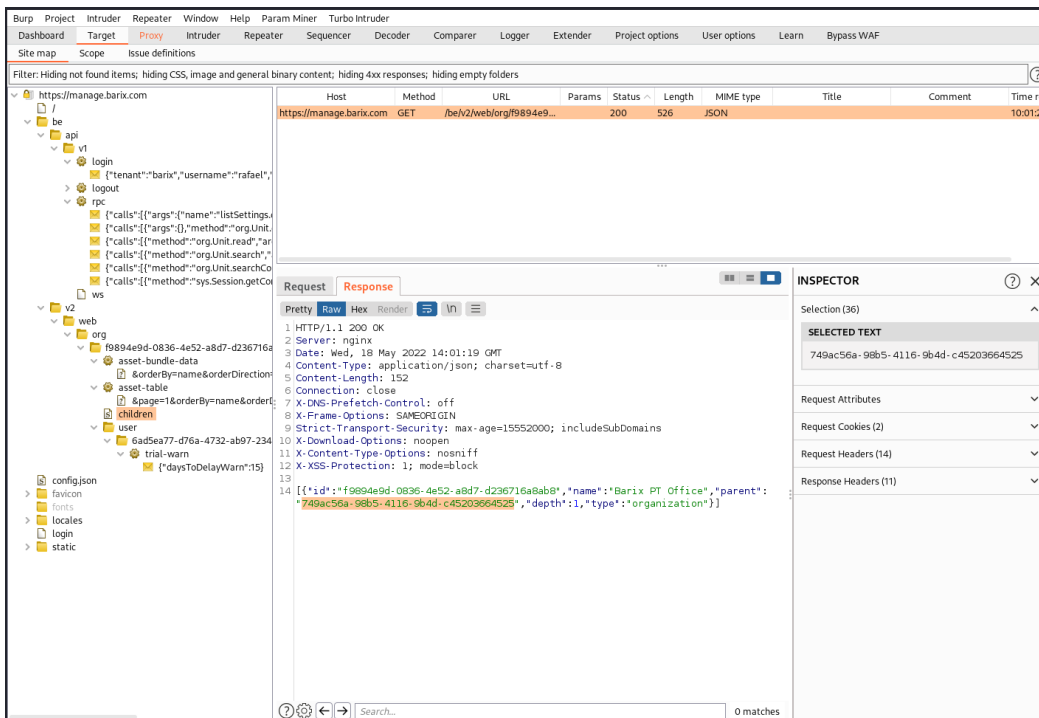 Burp Project Intruder Repeater Window Help Param Miner Turbo Intruder
Dashboard Target Proxy Intruder Repeater Sequencer Decoder Comparer Logger Extender Project options User options Learn Bypass WAF
Site map Scope Issue definitions
Filter: Hiding not found items; hiding CSS, image and general binary content; hiding 4xx responses; hiding empty folders
https://manage.barix.com
/
be
api
v1
login
{"tenant":"barix","username":"rafael","
logout
rpc
{"calls":[{"args":{"name":"listSettings.
{"calls":[{"args":{},"method":"org.Unit.
{"calls":[{"method":"org.Unit.read","ar
{"calls":[{"method":"org.Unit.search","
{"calls":[{"method":"org.Unit.searchCo
{"calls":[{"method":"sys.Session.getCo
ws
v2
web
org
f9894e9d-0836-4e52-a8d7-d236716a
asset-bundle-data
&orderBy=name&orderDirection=
asset-table
&page=1&orderBy=name&order
children
user
6ad5ea77-d76a-4732-ab97-234
trial-warn
{"daysToDelayWarn":15}
config.json
favicon
fonts
locales
login
static
Host Method URL Params Status Length MIME type Title Comment Time r
https://manage.barix.com GET /be/v2/web/org/f9894e9... 200 526 JSON 10:01:2
Request Response
Pretty Raw Hex Render \n
1 HTTP/1.1 200 OK
2 Server: nginx
3 Date: Wed, 18 May 2022 14:01:19 GMT
4 Content-Type: application/json; charset=utf-8
5 Content-Length: 152
6 Connection: close
7 X-DNS-Prefetch-Control: off
8 X-Frame-Options: SAMEORIGIN
9 Strict-Transport-Security: max-age=15552000; includeSubDomains
10 X-Download-Options: noopen
11 X-Content-Type-Options: nosniff
12 X-XSS-Protection: 1; mode=block
13
14 [{"id":"f9894e9d-0836-4e52-a8d7-d236716a8ab8","name":"Barix PT Office","parent":
"749ac56a-98b5-4116-9b4d-c45203664525","depth":1,"type":"organization"}]
Search...
0 matches
INSPECTOR
Selection (36)
SELECTED TEXT
749ac56a-98b5-4116-9b4d-c45203664525
Request Attributes
Request Cookies (2)
Request Headers (14)
Response Headers (11)